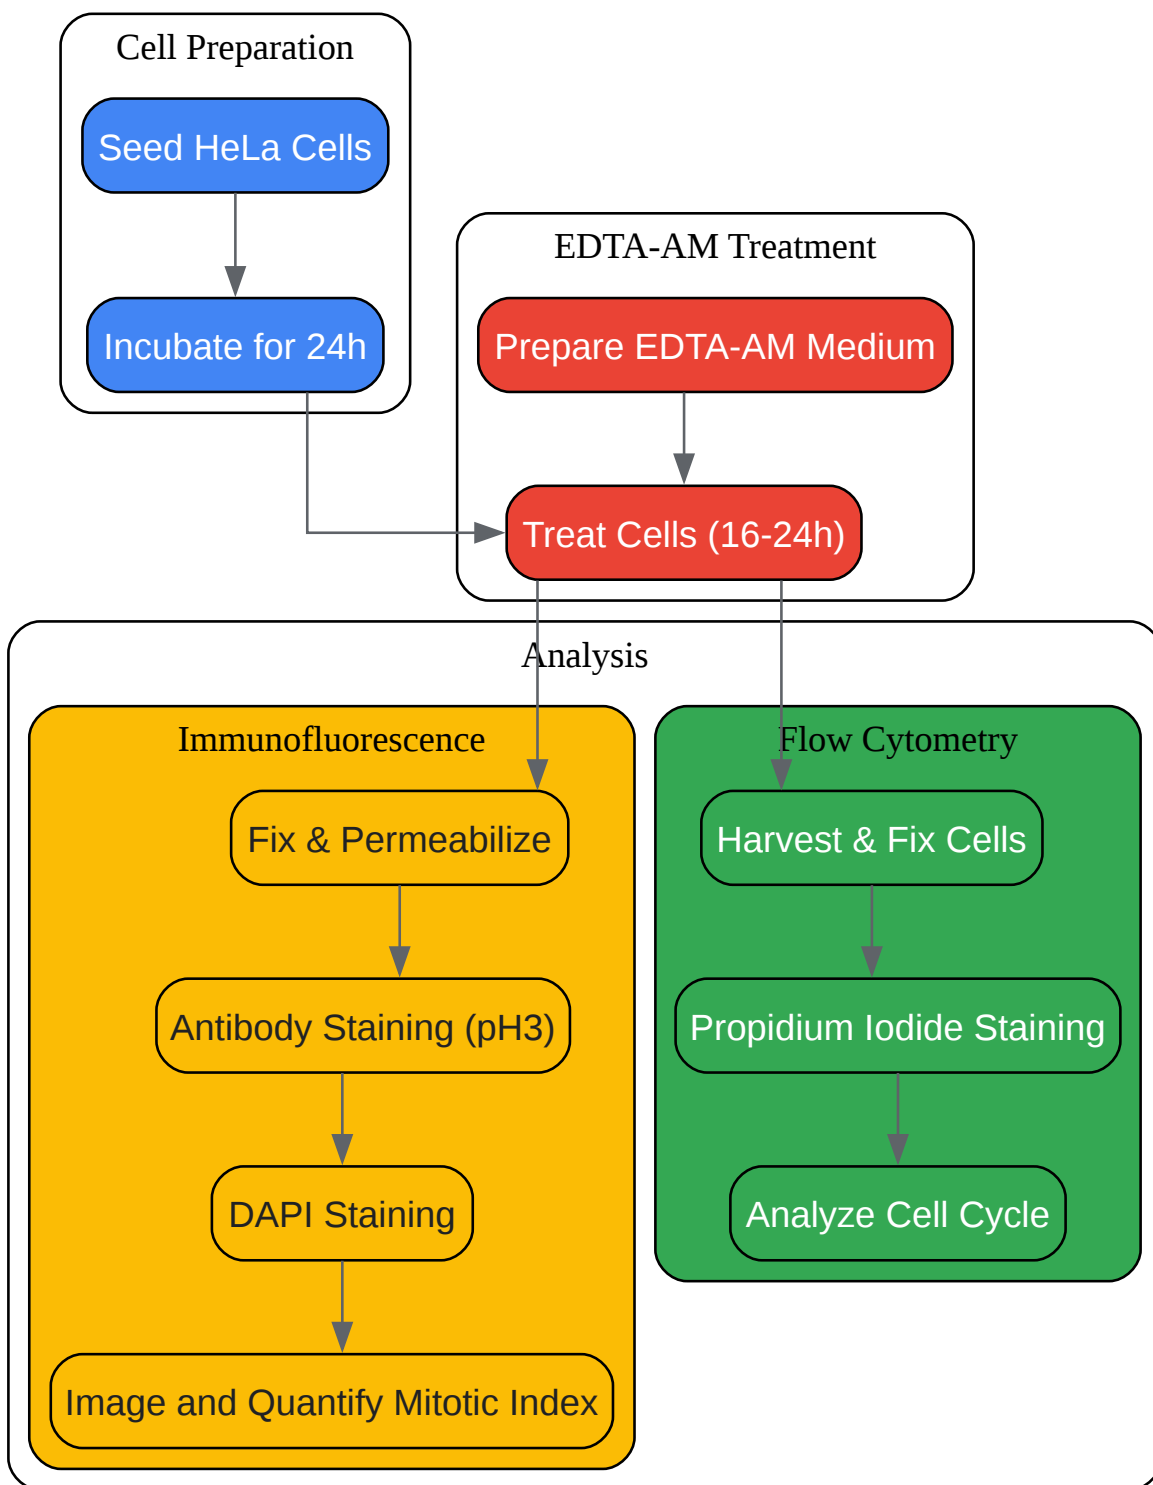 Cell Preparation
Seed HeLa Cells
Incubate for 24h
EDTA-AM Treatment
Prepare EDTA-AM Medium
Treat Cells (16-24h)
Analysis
Immunofluorescence
Fix & Permeabilize
Antibody Staining (pH3)
DAPI Staining
Image and Quantify Mitotic Index
Flow Cytometry
Harvest & Fix Cells
Propidium Iodide Staining
Analyze Cell Cycle